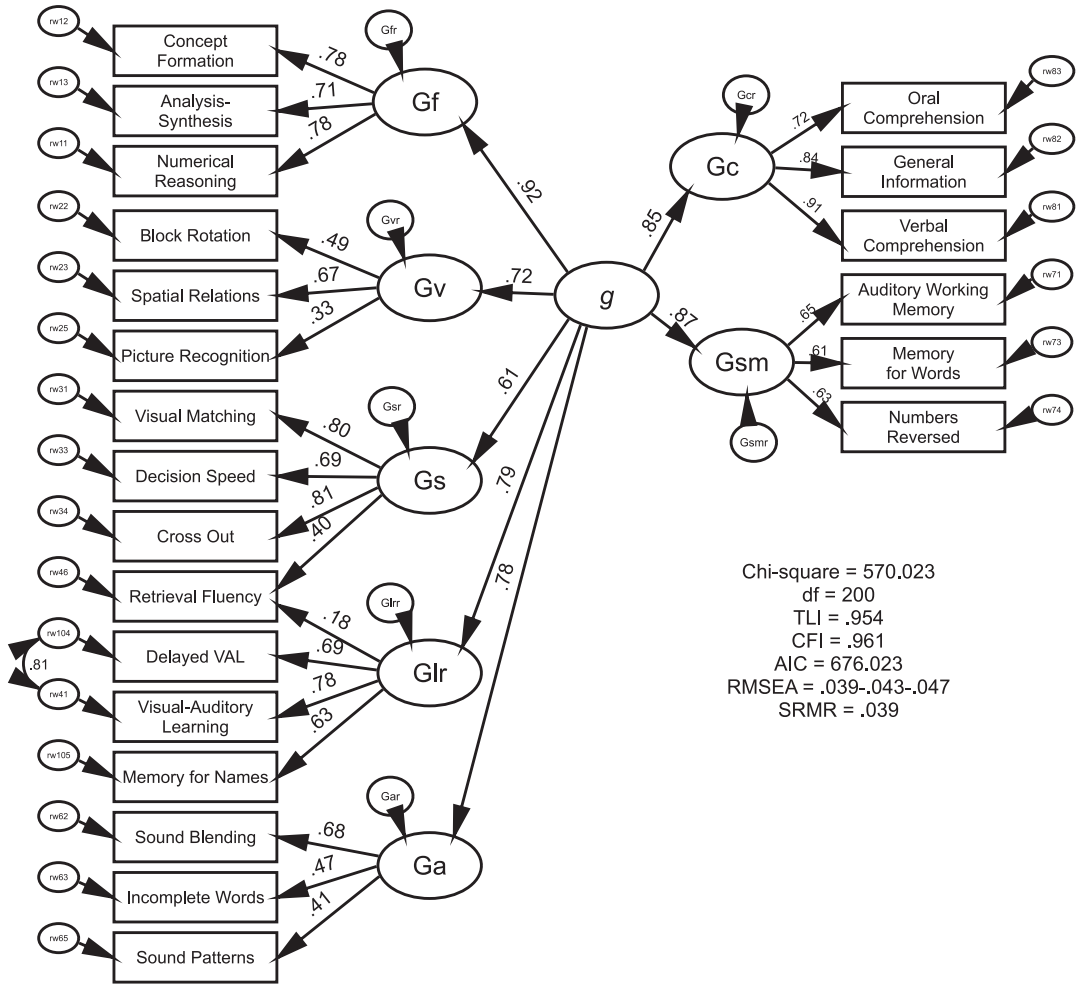 rw12
Concept
Formation
.78
Gfr
rw13
Analysis-
Synthesis
.71
Gf
rw11
Numerical
Reasoning
.78
.92
rw22
Block Rotation
.49
Gvr
rw23
Spatial Relations
.67
Gv
.72
rw25
Picture Recognition
.33
g
rw31
Visual Matching
.80
Gsr
.61
rw33
Decision Speed
.69
Gs
rw34
Cross Out
.81
.40
.79
rw46
Retrieval Fluency
.18
Glrr
.78
rw104
Delayed VAL
.69
Glr
.81
rw41
Visual-Auditory
Learning
.78
rw105
Memory for Names
.63
rw62
Sound Blending
.68
Gar
rw63
Incomplete Words
.47
Ga
rw65
Sound Patterns
.41
Gcr
.72
Oral
Comprehension
rw83
Gc
.84
General
Information
rw82
.85
.91
Verbal
Comprehension
rw81
.87
.65
Auditory Working
Memory
rw71
Gsm
.61
Memory
for Words
rw73
Gsmr
.63
Numbers
Reversed
rw74
Chi-square = 570.023
df = 200
TLI = .954
CFI = .961
AIC = 676.023
RMSEA = .039-.043-.047
SRMR = .039